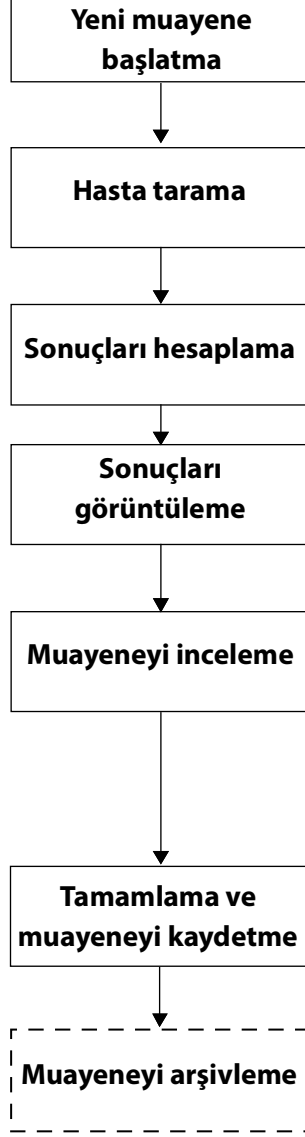 Yeni muayene
başlatma
Hasta tarama
Sonuçları hesaplama
Sonuçları
görüntüleme
Muayeneyi inceleme
Tamamlama ve
muayeneyi kaydetme
Muayeneyi arşivleme